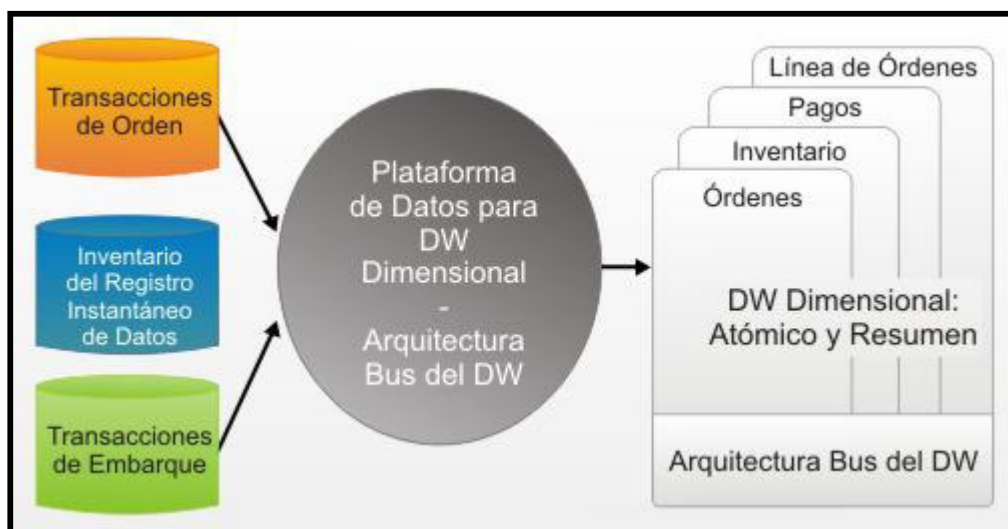 Transacciones
de Orden
Inventario
del Registro
Instantáneo
de Datos
Transacciones
de Embarque
Plataforma
de Datos para
DW
Dimensional
-
Arquitectura
Bus del DW
Línea de Órdenes
Pagos
Inventario
Órdenes
DW Dimensional:
Atómico y Resumen
Arquitectura Bus del DW